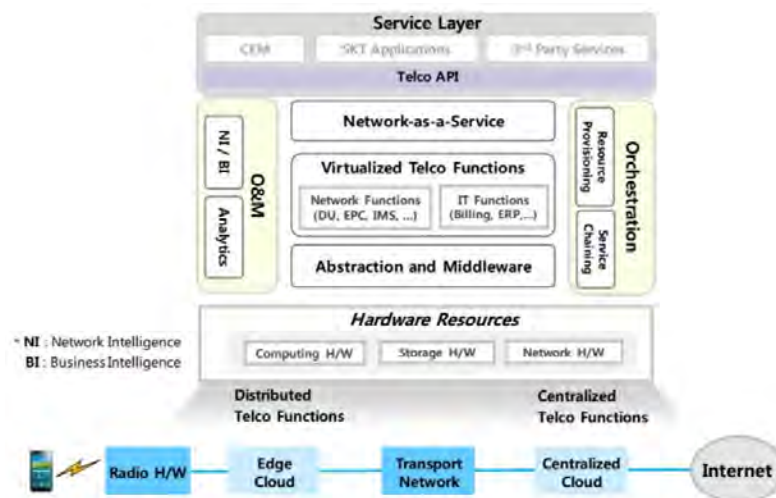 Service Layer
CEM
SKT Applications
3rd Party Services
Telco API
NI / BI
Analytics
O&M
Network-as-a-Service
Virtualized Telco Functions
Network Functions
(DU, EPC, IMS, ...)
IT Functions
(Billing, ERP,...)
Abstraction and Middleware
Resource
Provisioning
Service
Chaining
Orchestration
Hardware Resources
Computing H/W
Storage H/W
Network H/W
* NI : Network Intelligence
BI : Business Intelligence
Distributed
Telco Functions
Centralized
Telco Functions
Radio H/W
Edge
Cloud
Transport
Network
Centralized
Cloud
Internet